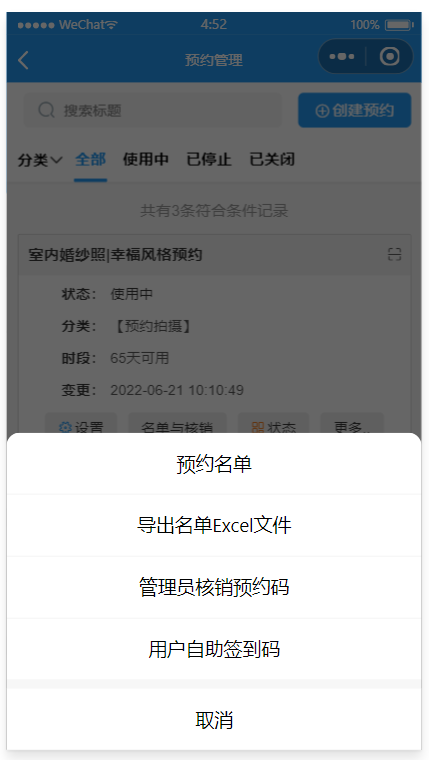 WeChat 4:52 100%
预约管理
搜索标题 创建预约
分类 全部 使用中 已停止 已关闭
共有3条符合条件记录
室内婚纱照|幸福风格预约
状态： 使用中
分类： 【预约拍摄】
时段： 65天可用
变更： 2022-06-21 10:10:49
设置 名单与核销 状态 更多..
预约名单
导出名单Excel文件
管理员核销预约码
用户自助签到码
取消